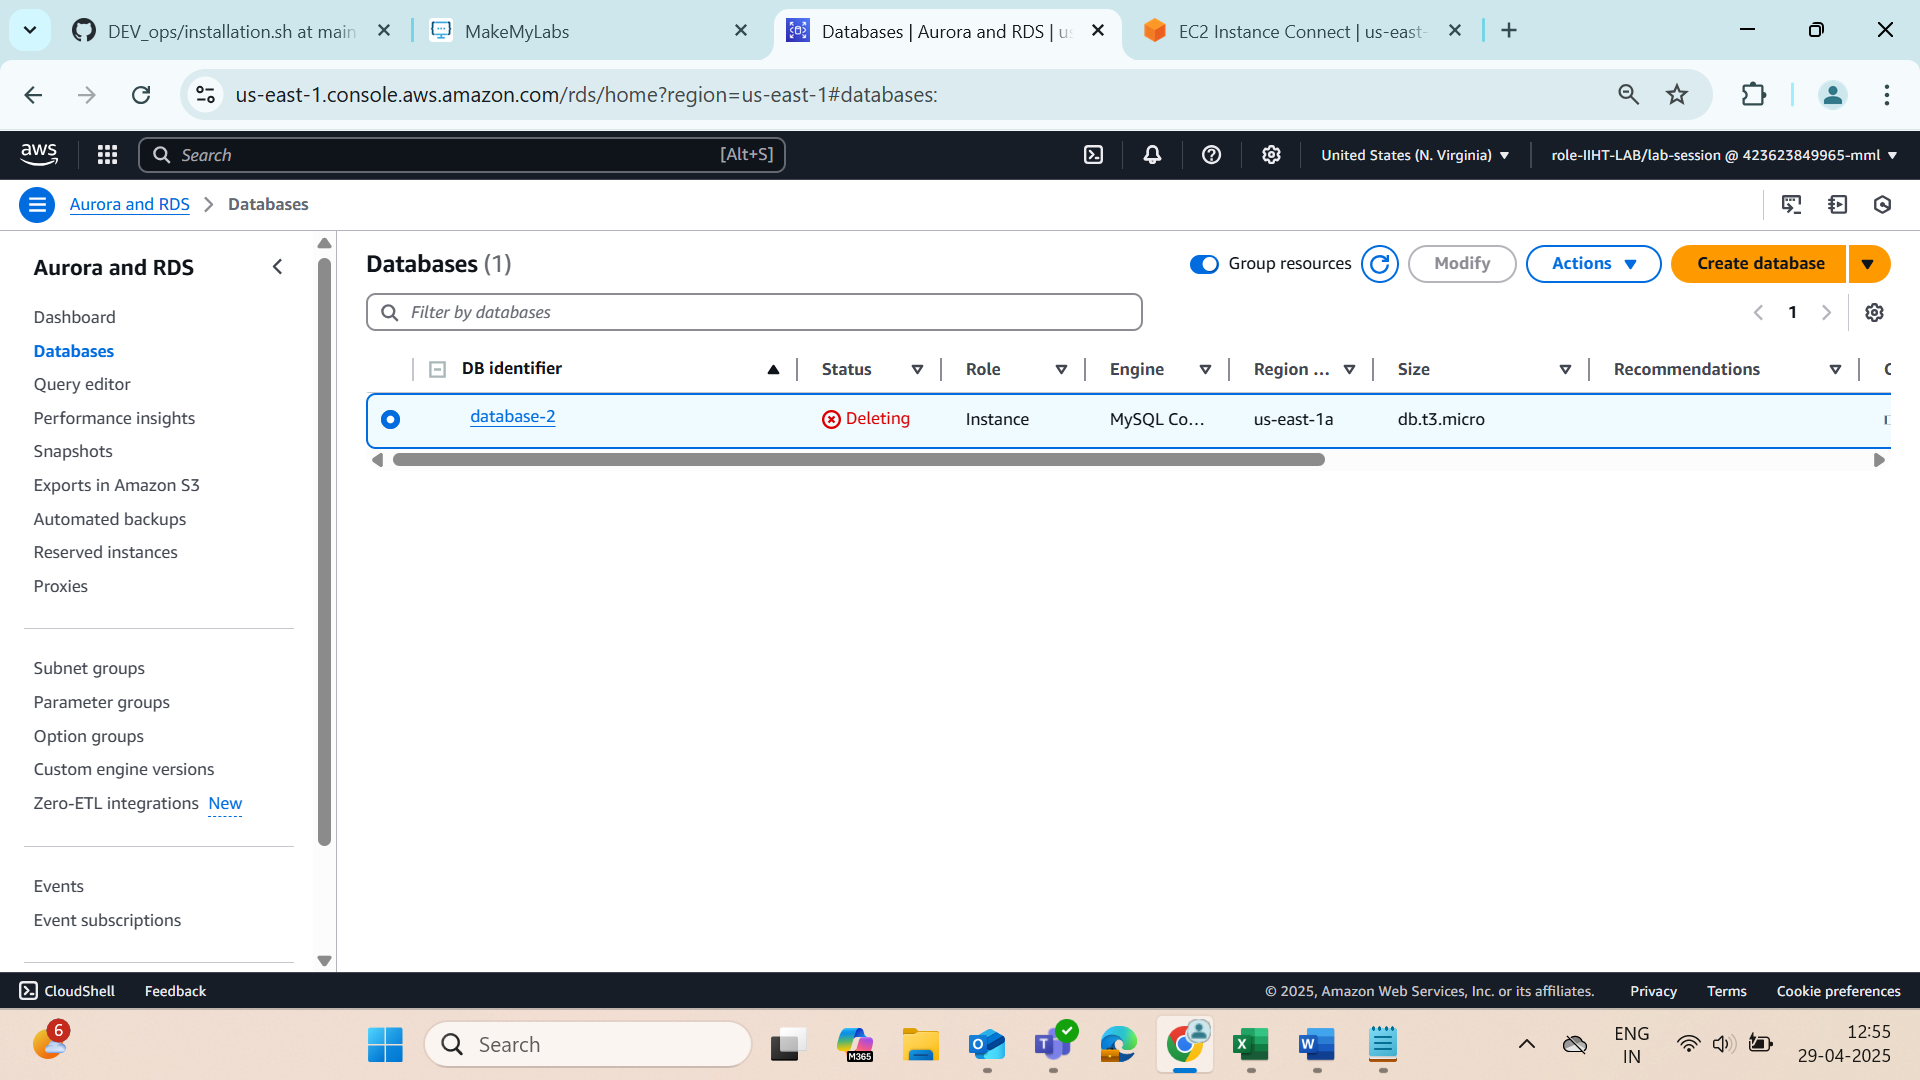 DEV_ops/installation.sh at main
MakeMyLabs
Databases | Aurora and RDS | us
EC2 Instance Connect | us-east-
us-east-1.console.aws.amazon.com/rds/home?region=us-east-1#databases:
aws
Search
[Alt+S]
United States (N. Virginia)
role-IIHT-LAB/lab-session @ 423623849965-mml
Aurora and RDS
Databases
Aurora and RDS
Dashboard
Databases
Query editor
Performance insights
Snapshots
Exports in Amazon S3
Automated backups
Reserved instances
Proxies
Subnet groups
Parameter groups
Option groups
Custom engine versions
Zero-ETL integrations New
Events
Event subscriptions
Databases (1)
Group resources
Modify
Actions
Create database
Filter by databases
1
DB identifier
Status
Role
Engine
Region ...
Size
Recommendations
database-2
Deleting
Instance
MySQL Co...
us-east-1a
db.t3.micro
CloudShell
Feedback
© 2025, Amazon Web Services, Inc. or its affiliates.
Privacy
Terms
Cookie preferences
6
Search
M365
ENG
IN
12:55
29-04-2025